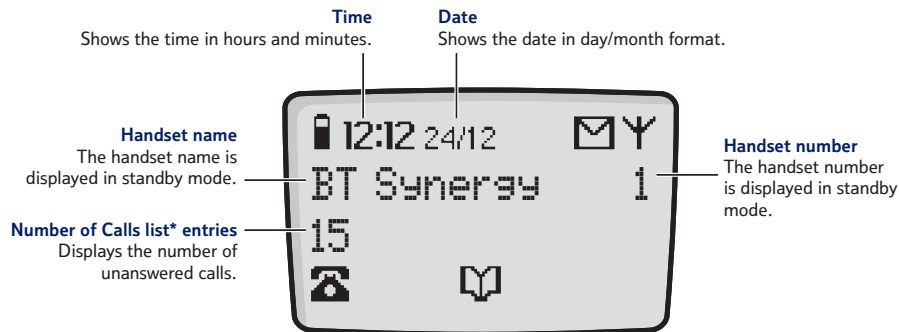 Time
Shows the time in hours and minutes.
Date
Shows the date in day/month format.
Handset name
The handset name is
displayed in standby mode.
Number of Calls list* entries
Displays the number of
unanswered calls.
12:12 24/12
BT Synergy 1
15
Handset number
The handset number
is displayed in standby
mode.